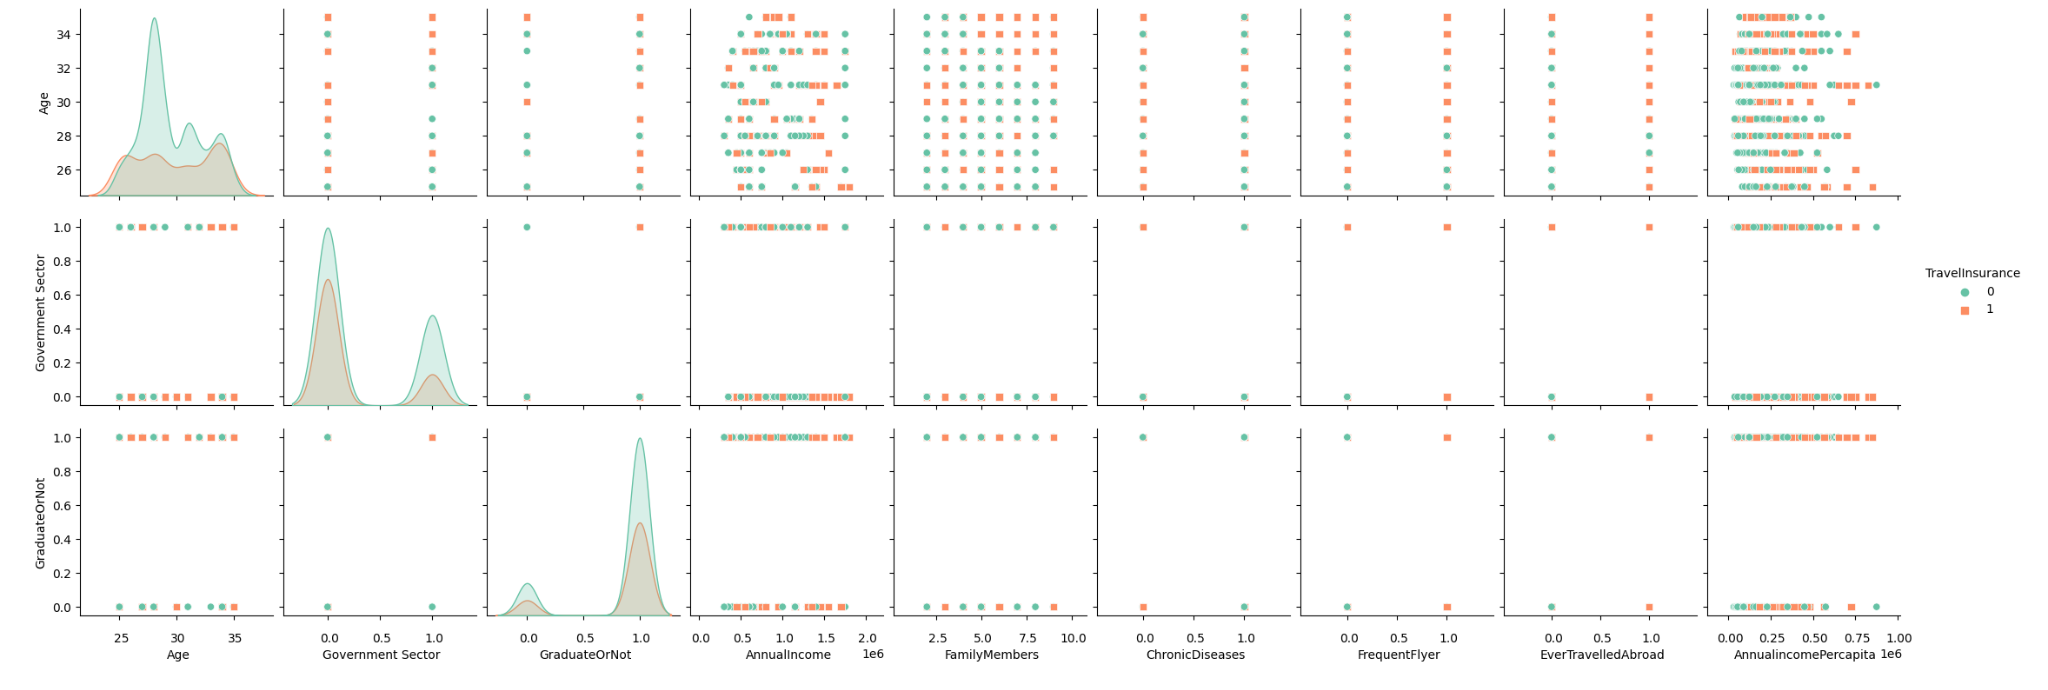 34
32
30
28
26
Age
1.0
0.8
0.6
0.4
0.2
0.0
Government Sector
TravelInsurance
0
1
1.0
0.8
0.6
0.4
0.2
0.0
GraduateOrNot
25 30 35
Age
0.0 0.5 1.0
Government Sector
0.0 0.5 1.0
GraduateOrNot
0.0 0.5 1.0 1.5 2.0
AnnualIncome 1e6
2.5 5.0 7.5 10.0
FamilyMembers
0.0 0.5 1.0
ChronicDiseases
0.0 0.5 1.0
FrequentFlyer
0.0 0.5 1.0
EverTravelledAbroad
0.00 0.25 0.50 0.75 1.00
AnnualincomePercapita 1e6